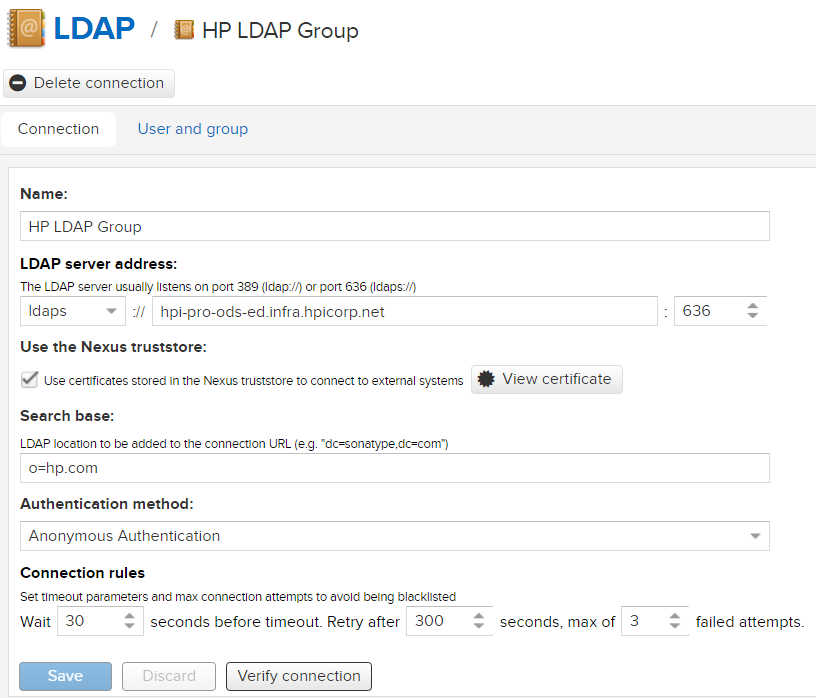 LDAP / HP LDAP Group
Delete connection
Connection User and group
Name:
HP LDAP Group
LDAP server address:
The LDAP server usually listens on port 389 (ldap://) or port 636 (ldaps://)
ldaps :// hpi-pro-ods-ed.infra.hpicorp.net : 636
Use the Nexus truststore:
Use certificates stored in the Nexus truststore to connect to external systems View certificate
Search base:
LDAP location to be added to the connection URL (e.g. "dc=sonatype,dc=com")
o=hp.com
Authentication method:
Anonymous Authentication
Connection rules
Set timeout parameters and max connection attempts to avoid being blacklisted
Wait 30 seconds before timeout. Retry after 300 seconds, max of 3 failed attempts.
Save Discard Verify connection